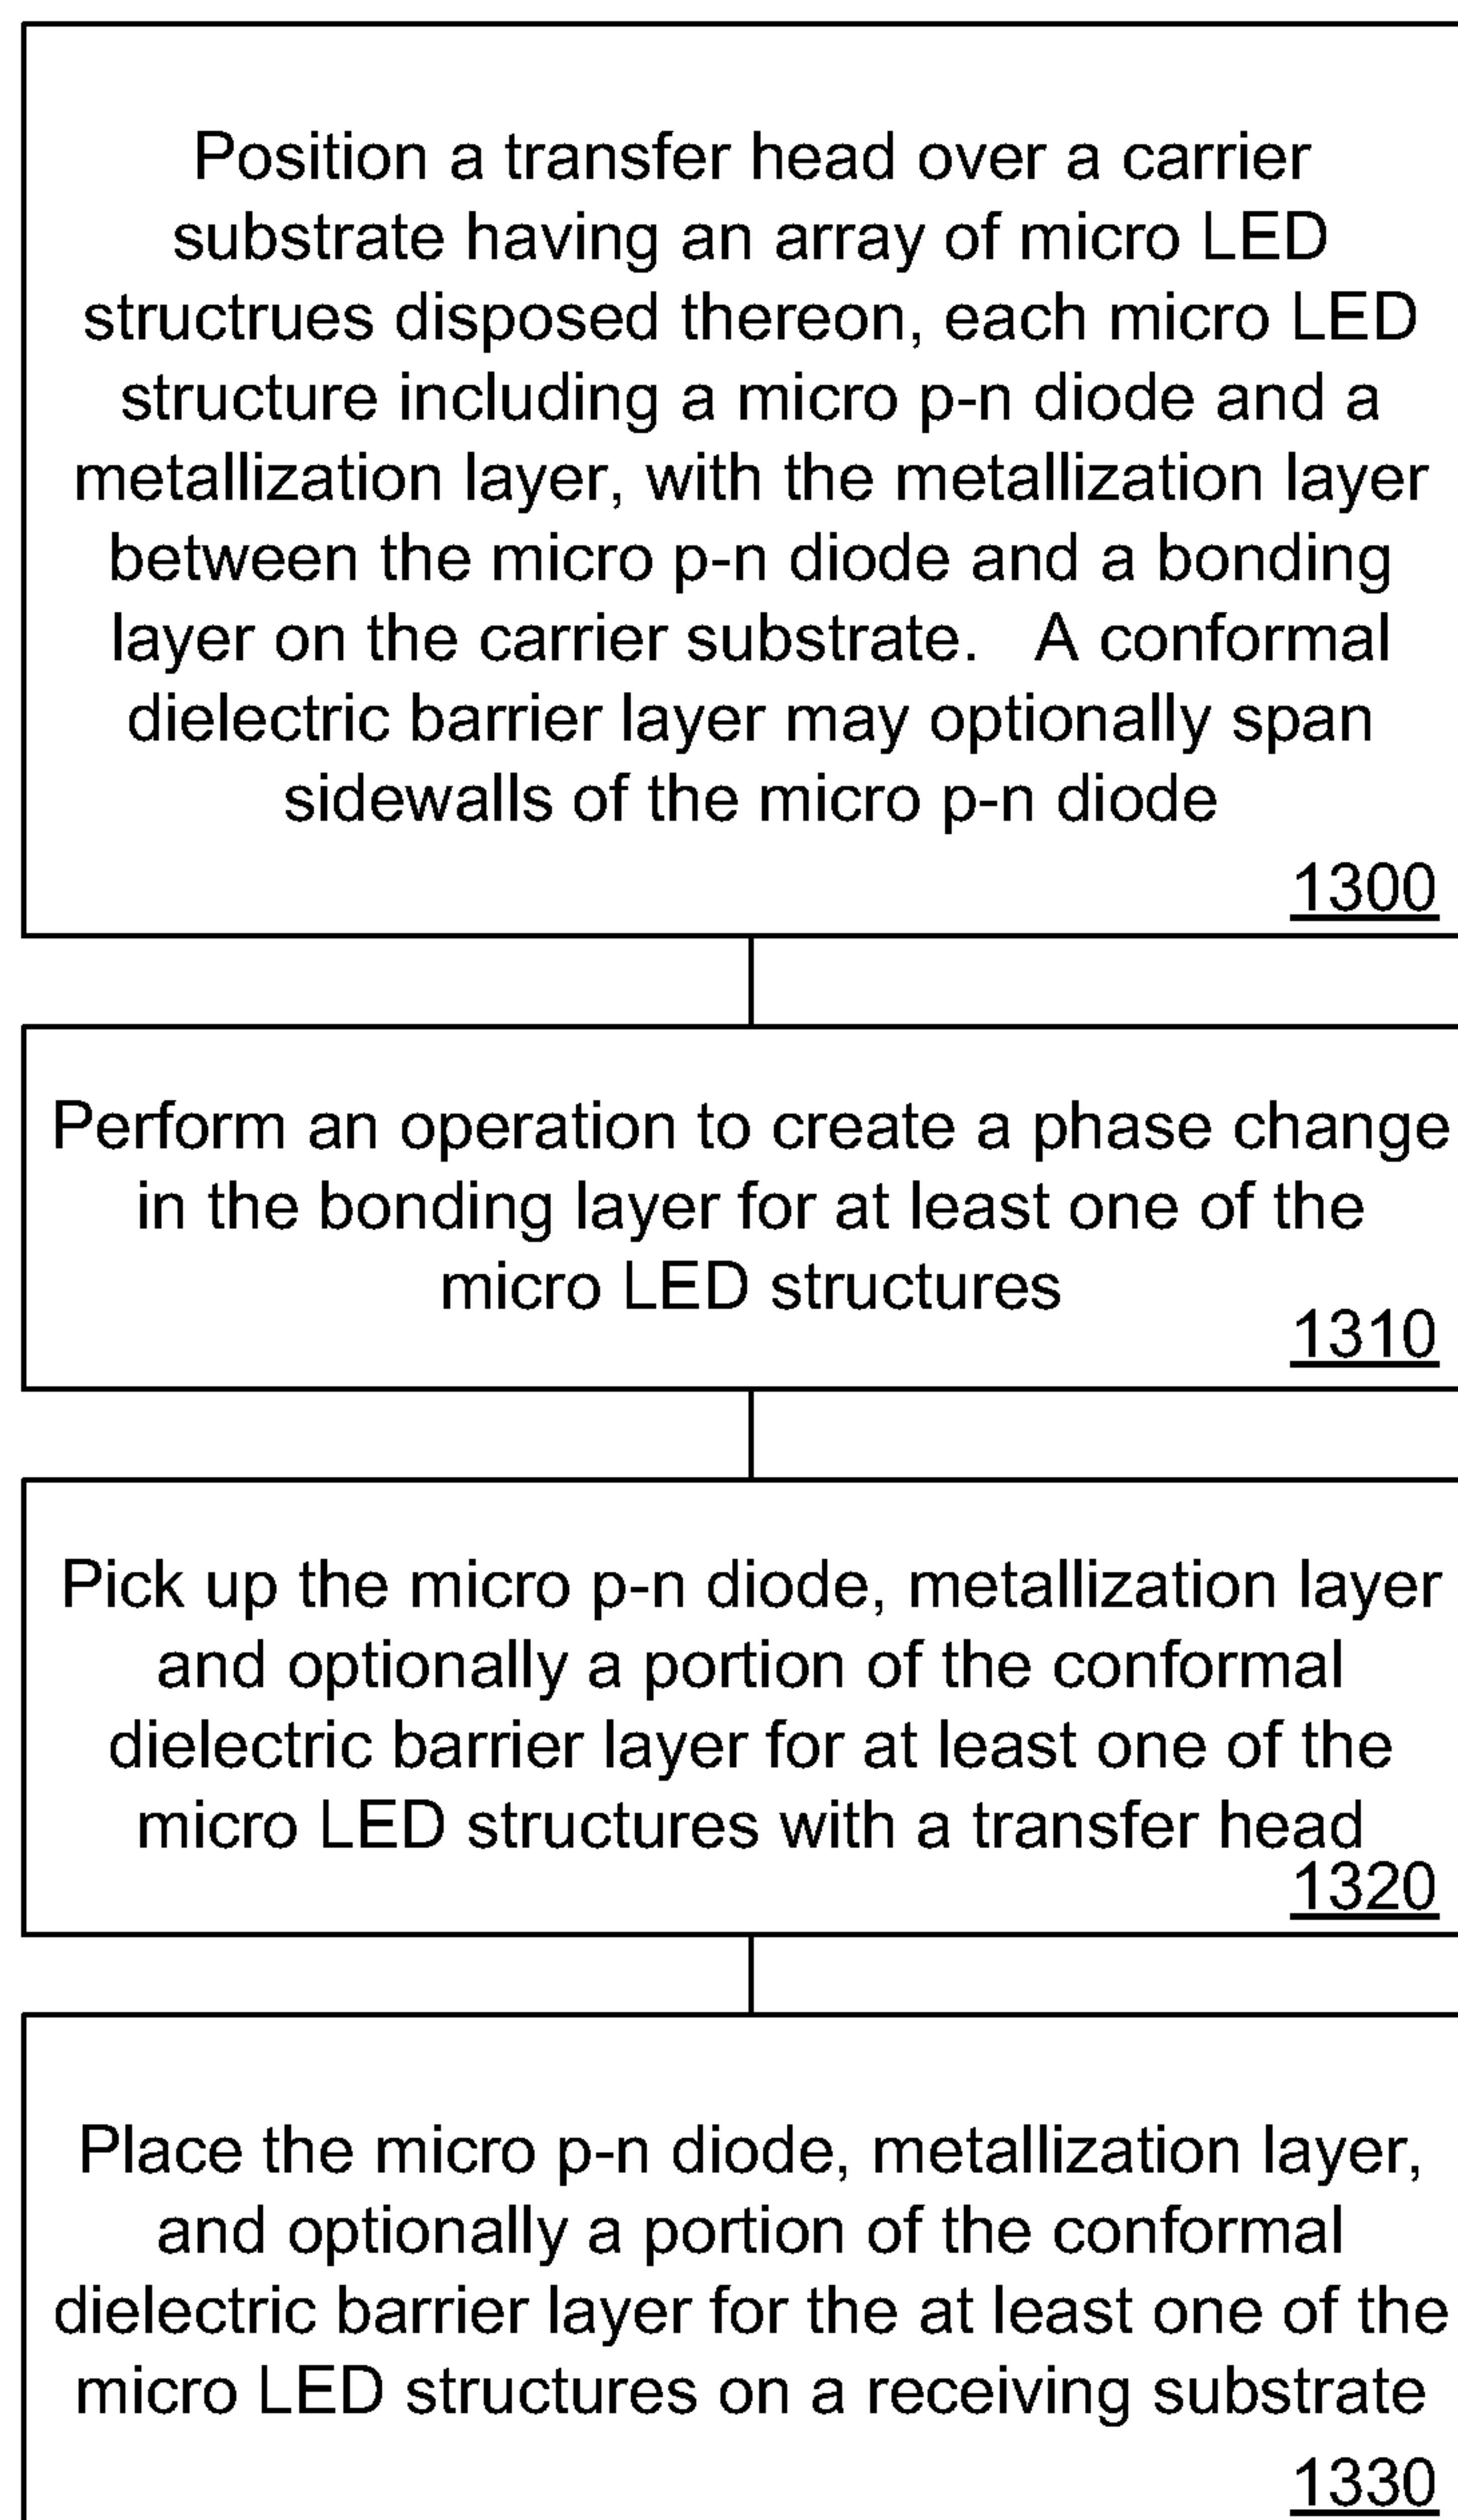 Position a transfer head over a carrier
substrate having an array of micro LED
structrues disposed thereon, each micro LED
structure including a micro p-n diode and a
metallization layer, with the metallization layer
between the micro p-n diode and a bonding
layer on the carrier substrate.   A conformal
dielectric barrier layer may optionally span
sidewalls of the micro p-n diode
1300
Perform an operation to create a phase change
in the bonding layer for at least one of the
micro LED structures
1310
Pick up the micro p-n diode, metallization layer
and optionally a portion of the conformal
dielectric barrier layer for at least one of the
micro LED structures with a transfer head
1320
Place the micro p-n diode, metallization layer,
and optionally a portion of the conformal
dielectric barrier layer for the at least one of the
micro LED structures on a receiving substrate
1330